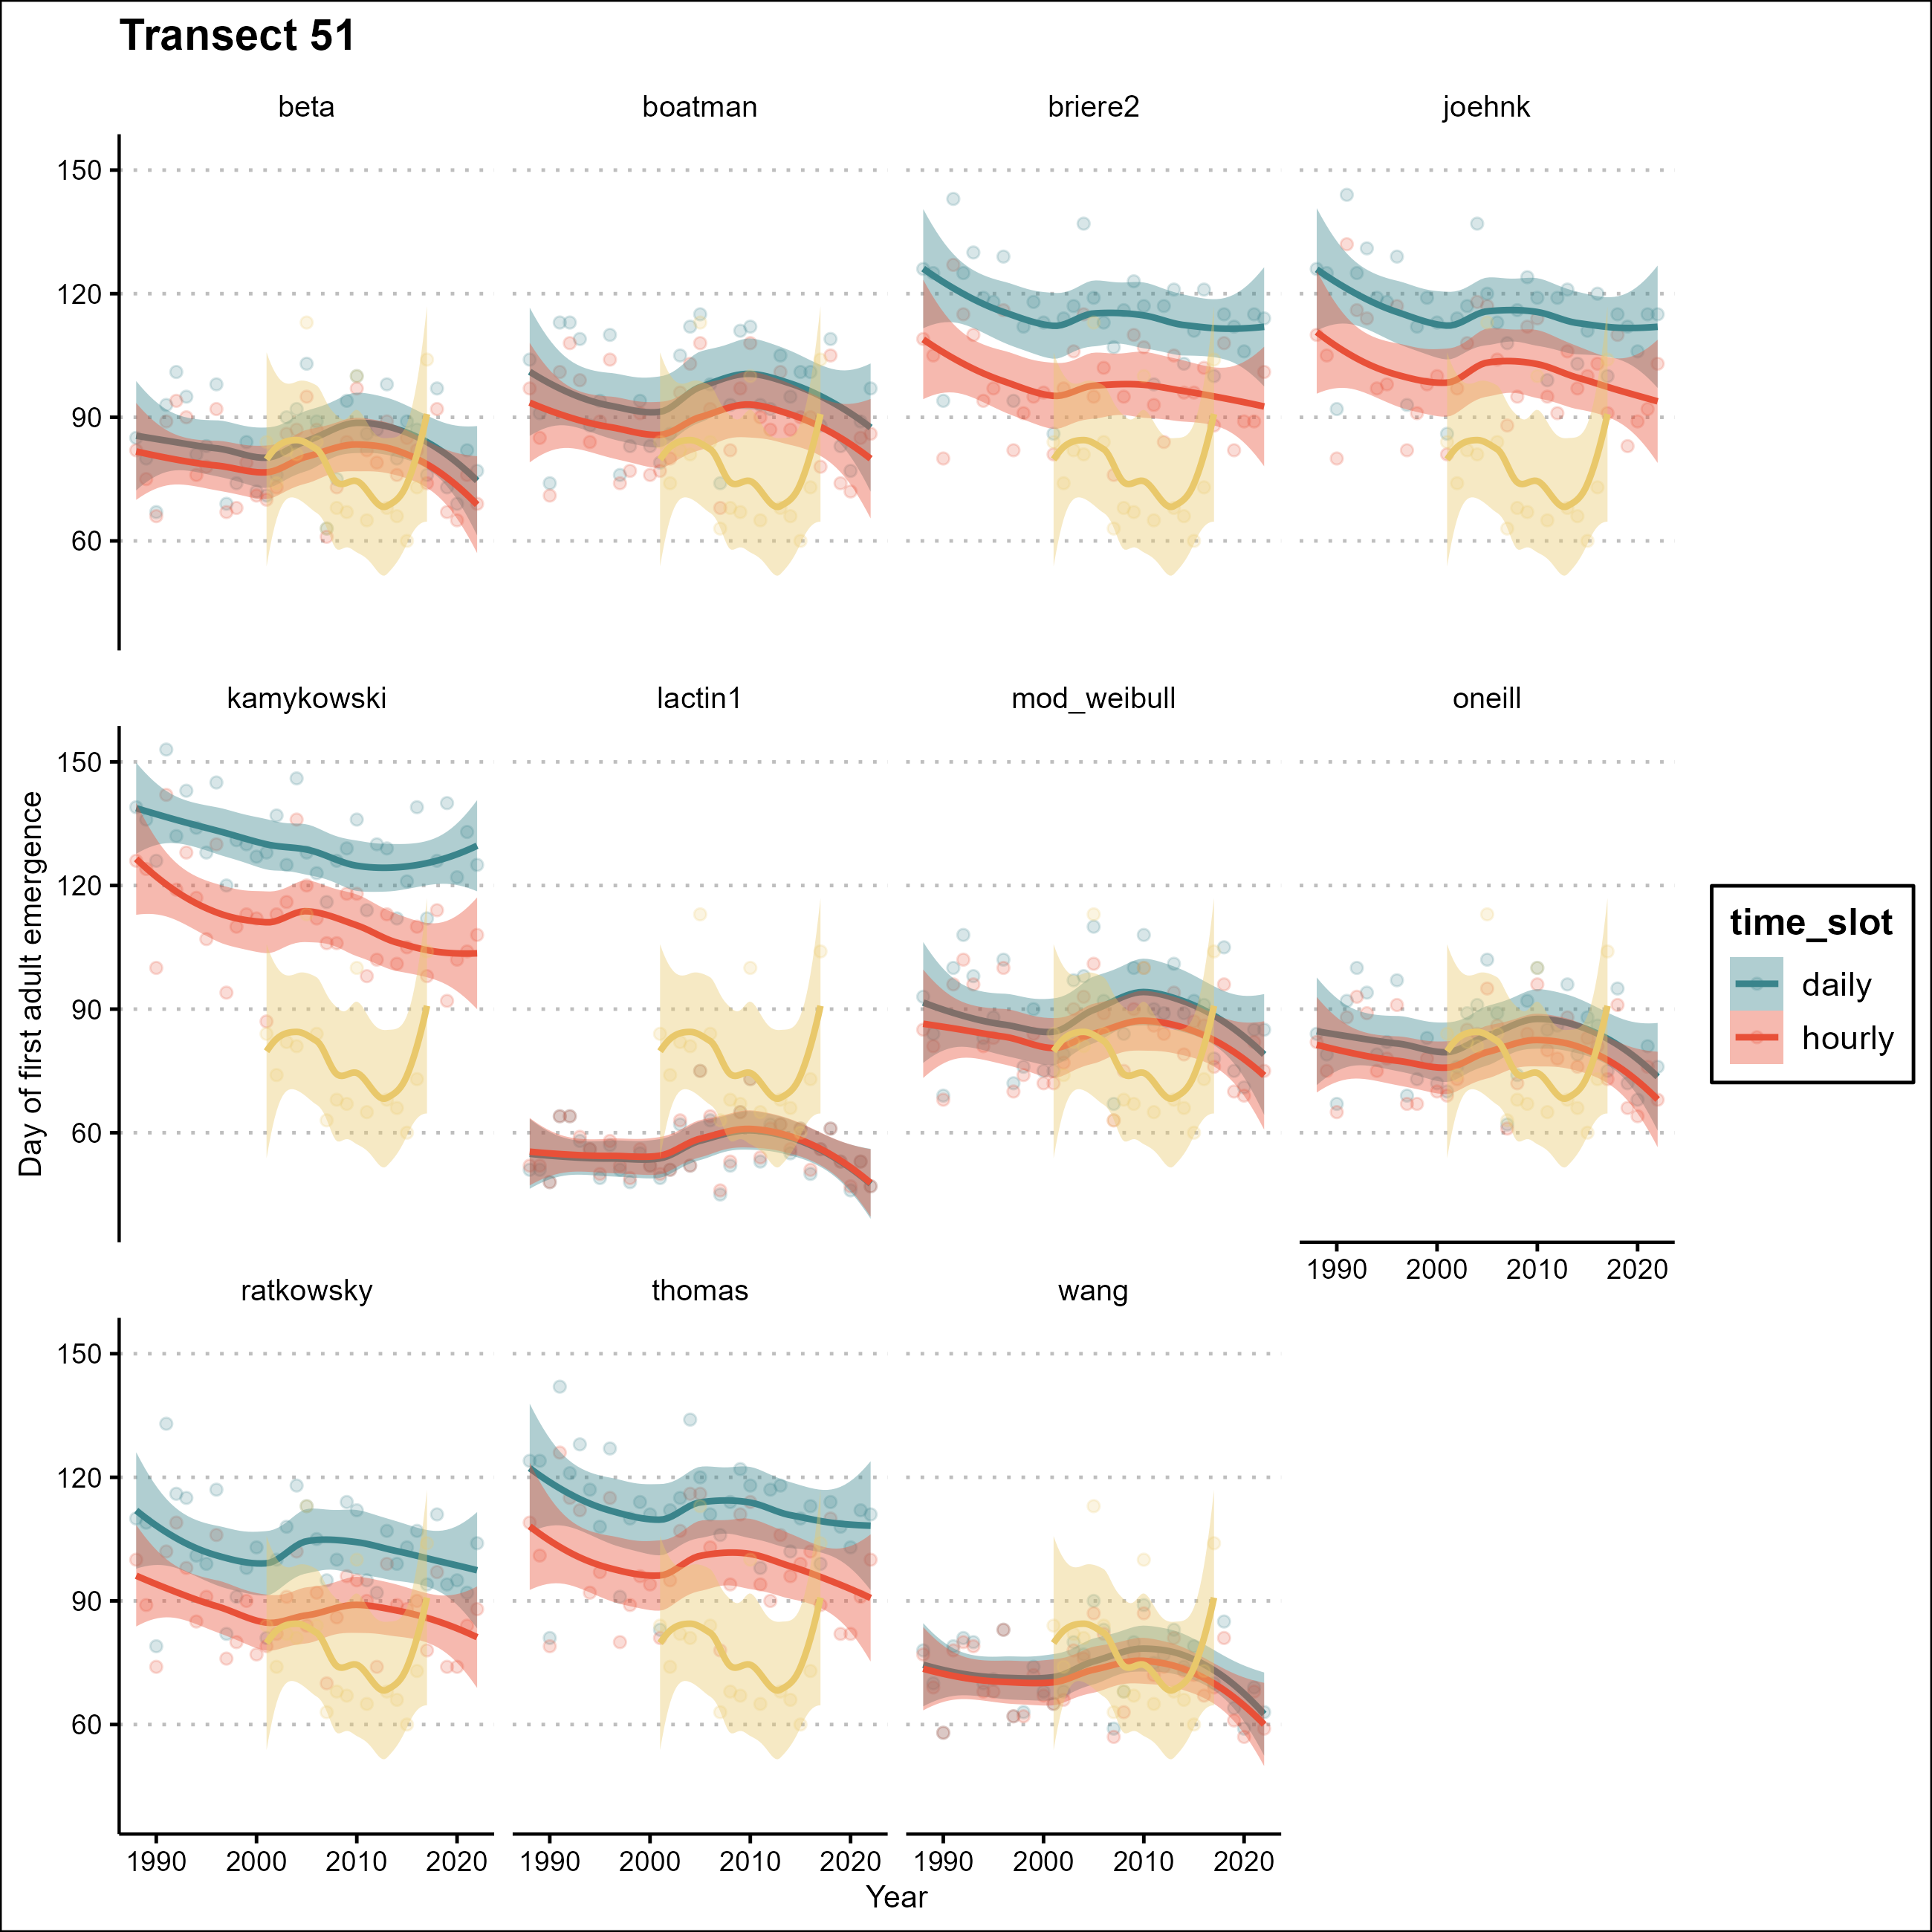 Transect 51
beta boatman briere2 joehnk
150
120
90
60
kamykowski lactin1 mod_weibull oneill
150
120
90
60
Day of first adult emergence
time_slot
daily
hourly
1990 2000 2010 2020
ratkowsky thomas wang
150
120
90
60
1990 2000 2010 2020 1990 2000 2010 2020 1990 2000 2010 2020
Year